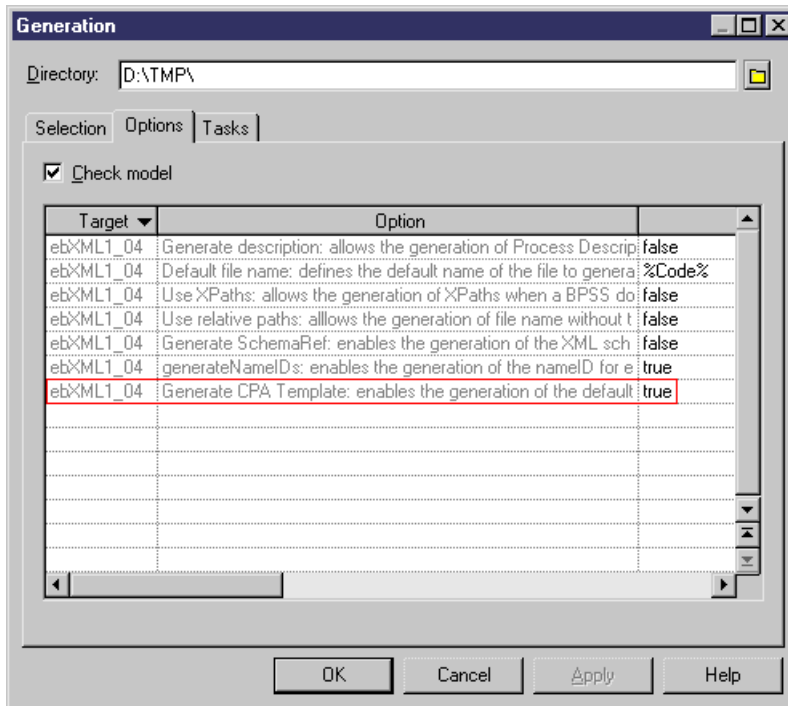 Generation
Directory: D:\TMP\
Selection Options Tasks
Check model
Target Option
ebXML1_04 Generate description: allows the generation of Process Descrip false
ebXML1_04 Default file name: defines the default name of the file to genera %Code%
ebXML1_04 Use XPaths: allows the generation of XPaths when a BPSS do false
ebXML1_04 Use relative paths: alllows the generation of file name without t false
ebXML1_04 Generate SchemaRef: enables the generation of the XML sch false
ebXML1_04 generateNameIDs: enables the generation of the nameID for e true
ebXML1_04 Generate CPA Template: enables the generation of the default true
OK Cancel Apply Help